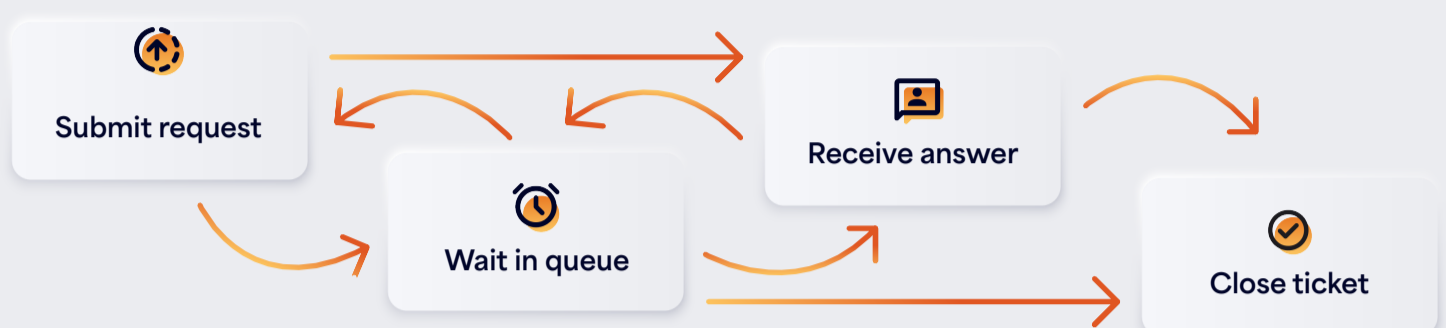 Submit request
Wait in queue
Receive answer
Close ticket